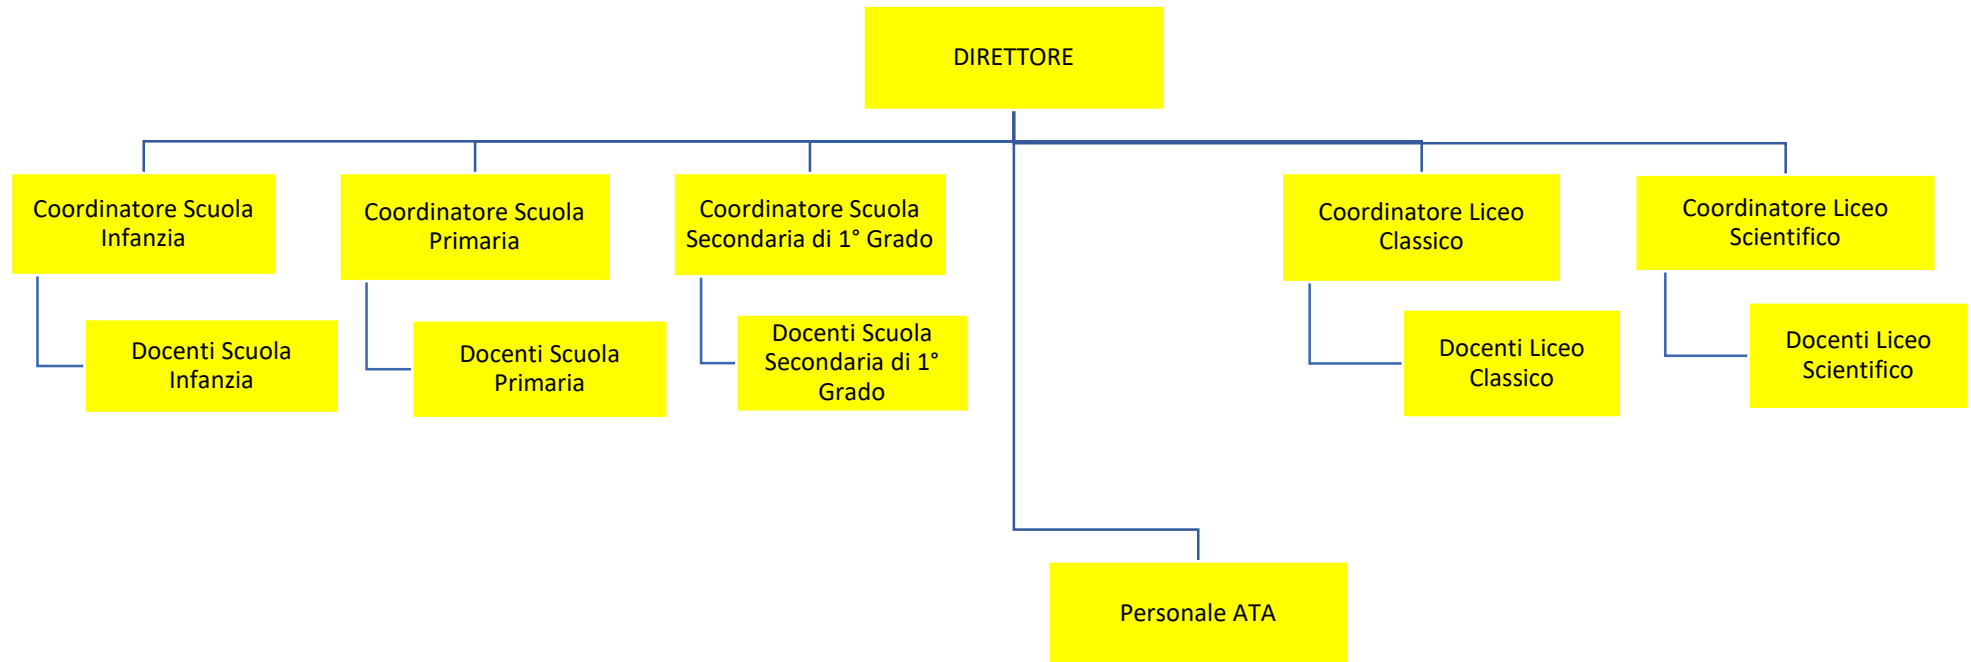 DIRETTORE
Coordinatore Scuola
Infanzia
Coordinatore Scuola
Primaria
Coordinatore Scuola
Secondaria di 1° Grado
Coordinatore Liceo
Classico
Coordinatore Liceo
Scientifico
Docenti Scuola
Infanzia
Docenti Scuola
Primaria
Docenti Scuola
Secondaria di 1°
Grado
Docenti Liceo
Classico
Docenti Liceo
Scientifico
Personale ATA